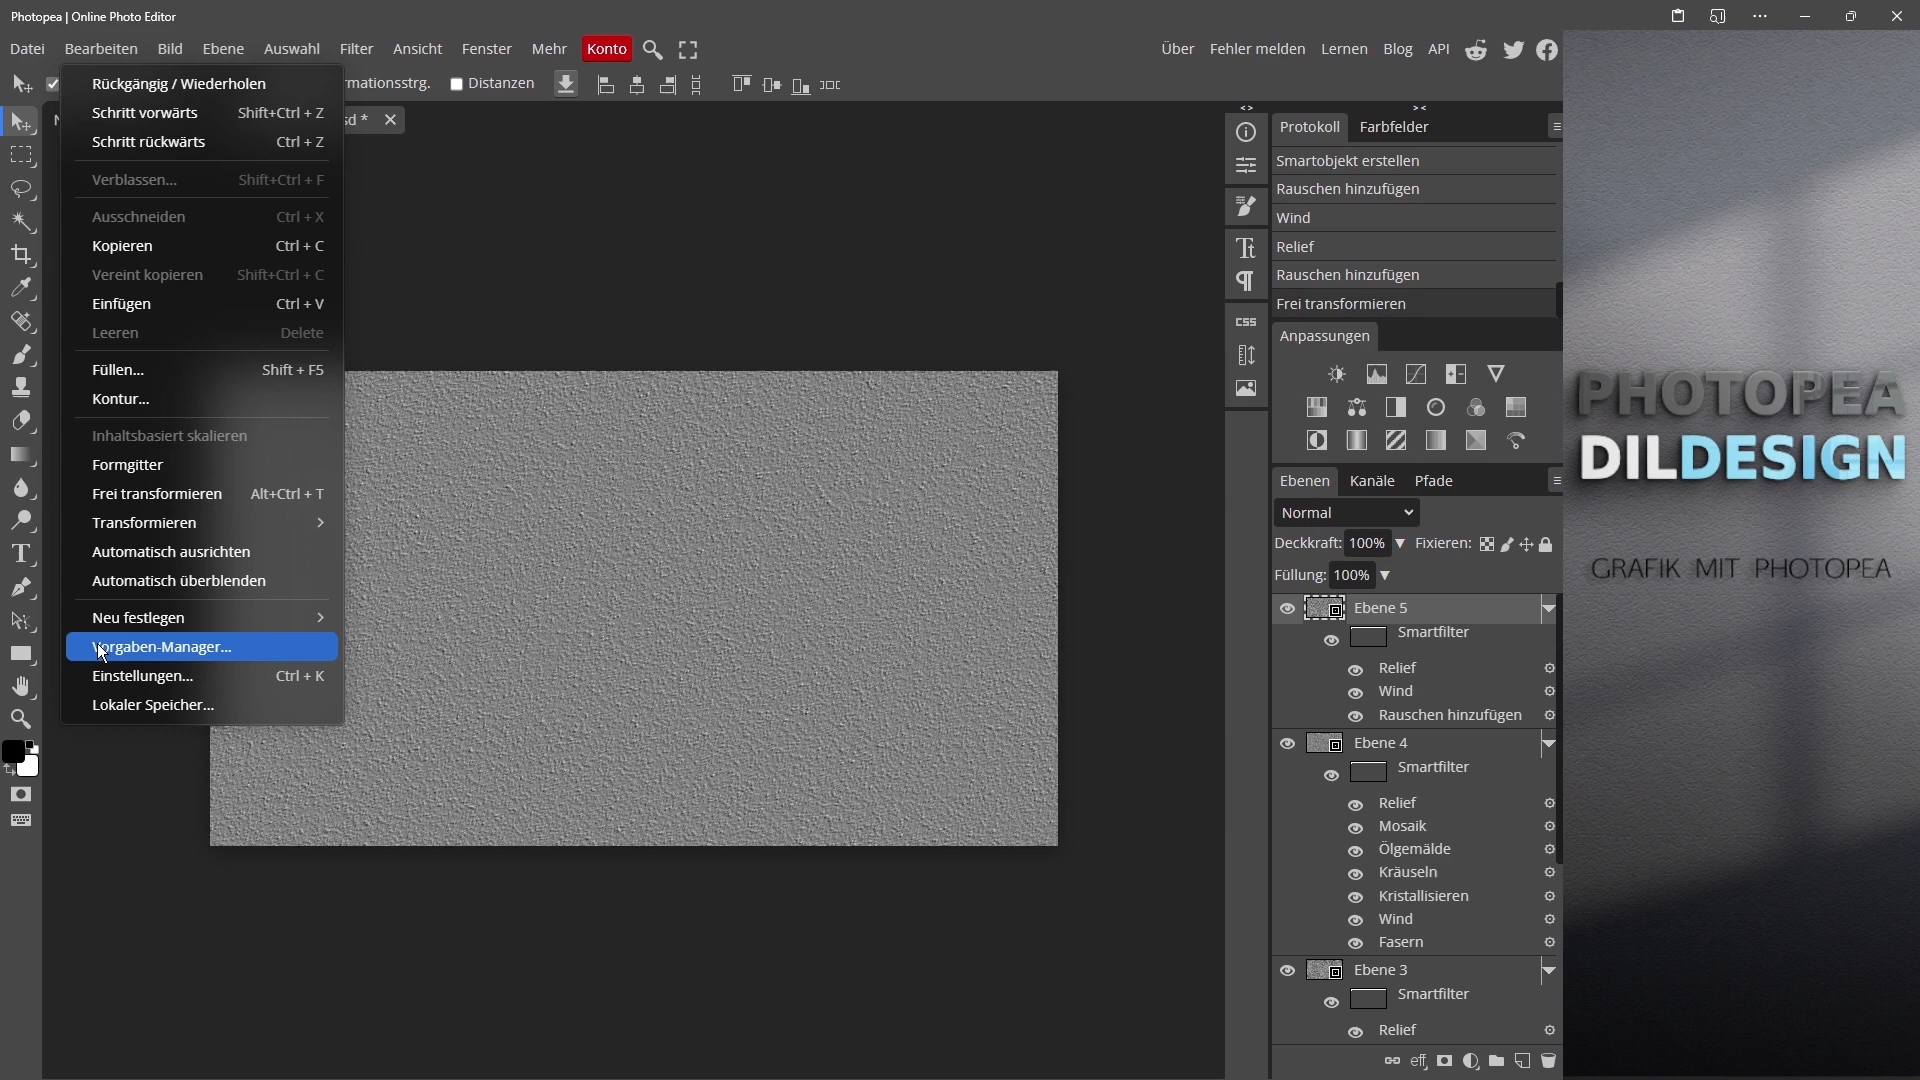 Photopea | Online Photo Editor
Datei Bearbeiten Bild Ebene Auswahl Filter Ansicht Fenster Mehr Konto
Über Fehler melden Lernen Blog API
mationsstrg. Distanzen
sd *
Rückgängig / Wiederholen
Schritt vorwärts Shift+Ctrl + Z
Schritt rückwärts Ctrl + Z
Verblassen... Shift+Ctrl + F
Ausschneiden Ctrl + X
Kopieren Ctrl + C
Vereint kopieren Shift+Ctrl + C
Einfügen Ctrl + V
Leeren Delete
Füllen... Shift + F5
Kontur...
Inhaltsbasiert skalieren
Formgitter
Frei transformieren Alt+Ctrl + T
Transformieren
Automatisch ausrichten
Automatisch überblenden
Neu festlegen
Vorgaben-Manager...
Einstellungen... Ctrl + K
Lokaler Speicher...
CSS
Protokoll Farbfelder
Smartobjekt erstellen
Rauschen hinzufügen
Wind
Relief
Rauschen hinzufügen
Frei transformieren
Anpassungen
Ebenen Kanäle Pfade
Normal
Deckkraft: 100% Fixieren:
Füllung: 100%
Ebene 5
Smartfilter
Relief
Wind
Rauschen hinzufügen
Ebene 4
Smartfilter
Relief
Mosaik
Ölgemälde
Kräuseln
Kristallisieren
Wind
Fasern
Ebene 3
Smartfilter
Relief
eff
PHOTOPEA
DILDESIGN
GRAFIK MIT PHOTOPEA